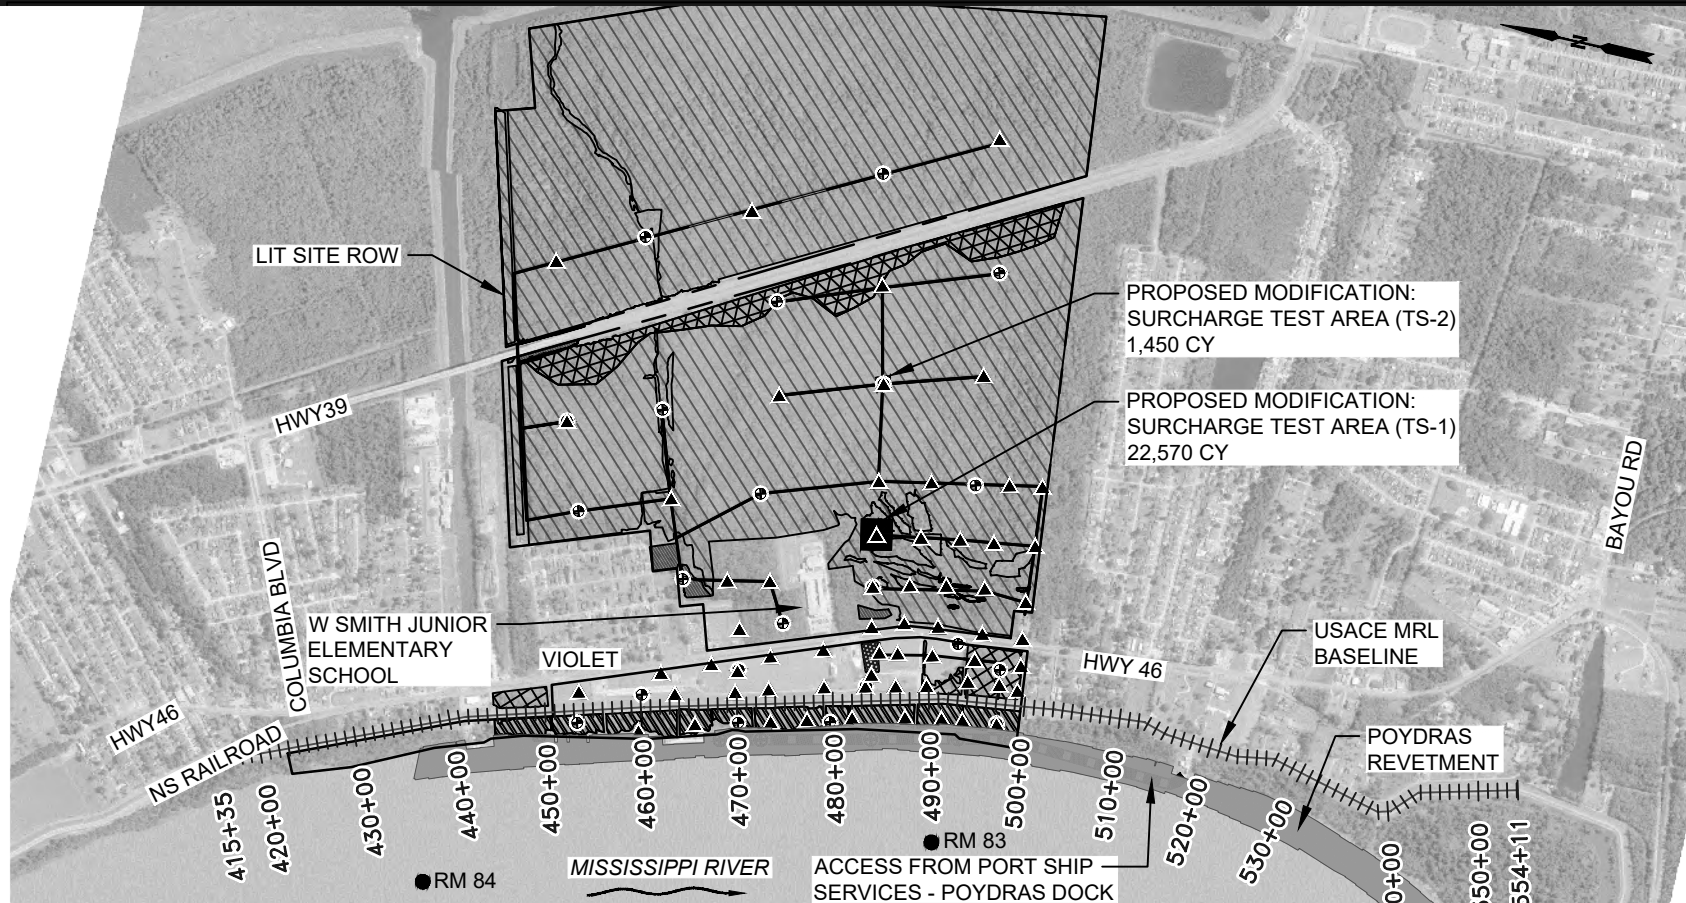 N
LIT SITE ROW
PROPOSED MODIFICATION:
SURCHARGE TEST AREA (TS-2)
1,450 CY
PROPOSED MODIFICATION:
SURCHARGE TEST AREA (TS-1)
22,570 CY
HWY39
BAYOU RD
COLUMBIA BLVD
W SMITH JUNIOR
ELEMENTARY
SCHOOL
VIOLET
HWY 46
USACE MRL
BASELINE
HWY46
NS RAILROAD
POYDRAS
REVETMENT
415+35
420+00
430+00
440+00
450+00
460+00
470+00
480+00
490+00
500+00
510+00
520+00
530+00
0+00
550+00
554+11
RM 83
RM 84
MISSISSIPPI RIVER
ACCESS FROM PORT SHIP
SERVICES - POYDRAS DOCK